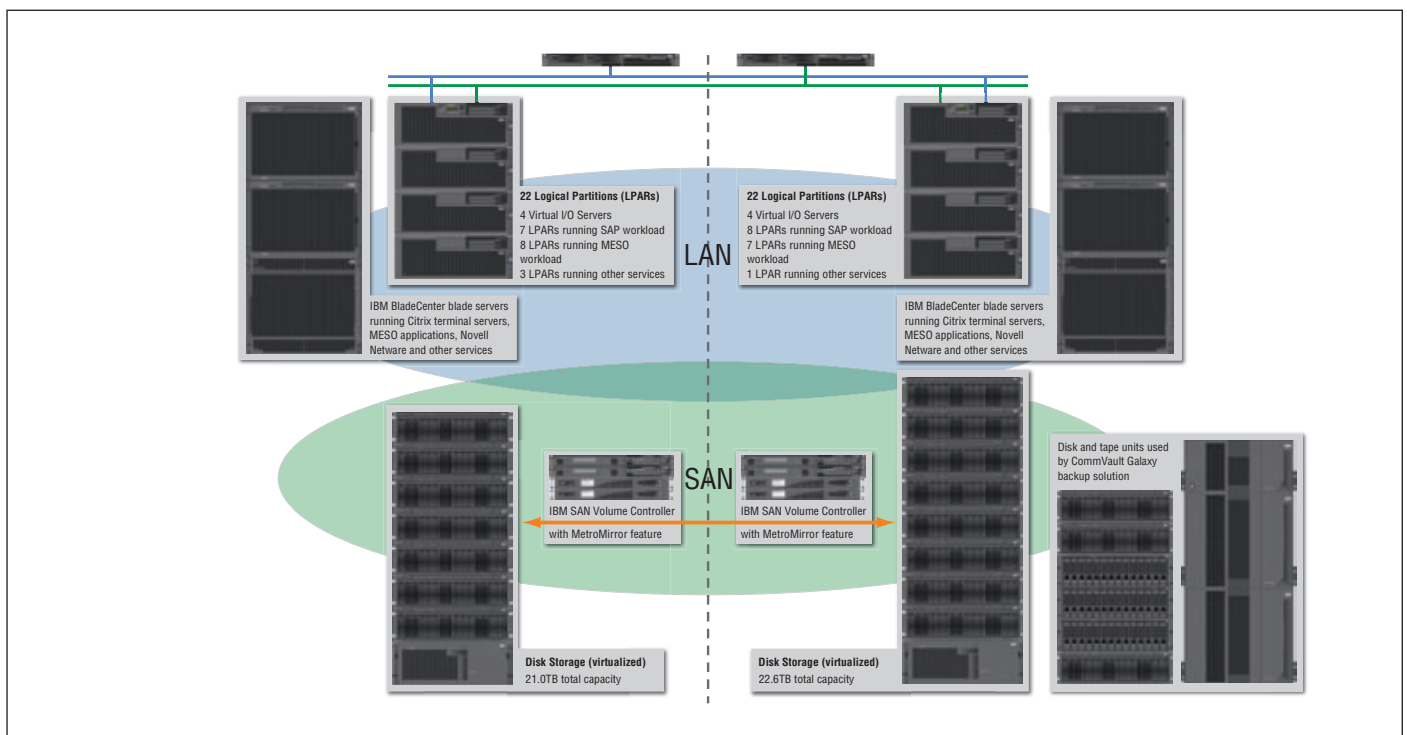 22 Logical Partitions (LPARs)
4 Virtual I/O Servers
7 LPARs running SAP workload
8 LPARs running MESO
workload
3 LPARs running other services
22 Logical Partitions (LPARs)
4 Virtual I/O Servers
8 LPARs running SAP workload
7 LPARs running MESO
workload
1 LPAR running other services
LAN
IBM BladeCenter blade servers
running Citrix terminal servers,
MESO applications, Novell
Netware and other services
IBM BladeCenter blade servers
running Citrix terminal servers,
MESO applications, Novell
Netware and other services
SAN
IBM SAN Volume Controller
with MetroMirror feature
IBM SAN Volume Controller
with MetroMirror feature
Disk and tape units used
by CommVault Galaxy
backup solution
Disk Storage (virtualized)
21.0TB total capacity
Disk Storage (virtualized)
22.6TB total capacity